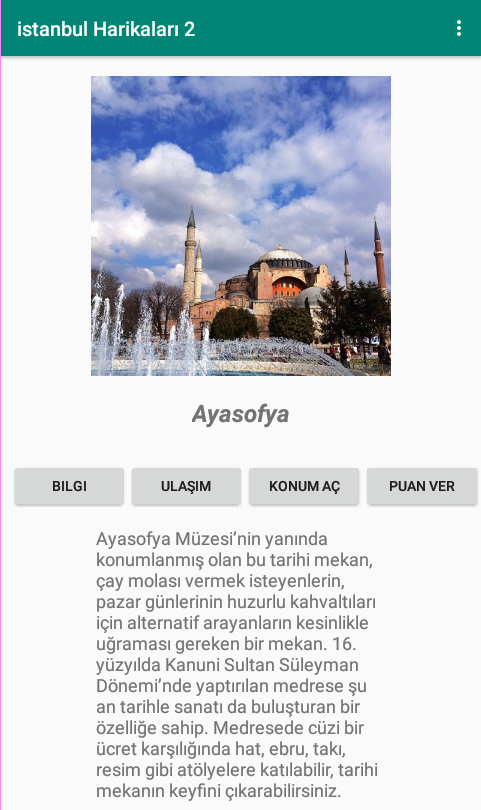 istanbul Harikaları 2
Ayasofya
BILGI
ULAŞIM
KONUM AÇ
PUAN VER
Ayasofya Müzesi’nin yanında
konumlanmış olan bu tarihi mekan,
çay molası vermek isteyenlerin,
pazar günlerinin huzurlu kahvaltıları
için alternatif arayanların kesinlikle
uğraması gereken bir mekan. 16.
yüzyılda Kanuni Sultan Süleyman
Dönemi’nde yaptırılan medrese şu
an tarihle sanatı da buluşturan bir
özelliğe sahip. Medresede cüzi bir
ücret karşılığında hat, ebru, takı,
resim gibi atölyelere katılabilir, tarihi
mekanın keyfini çıkarabilirsiniz.